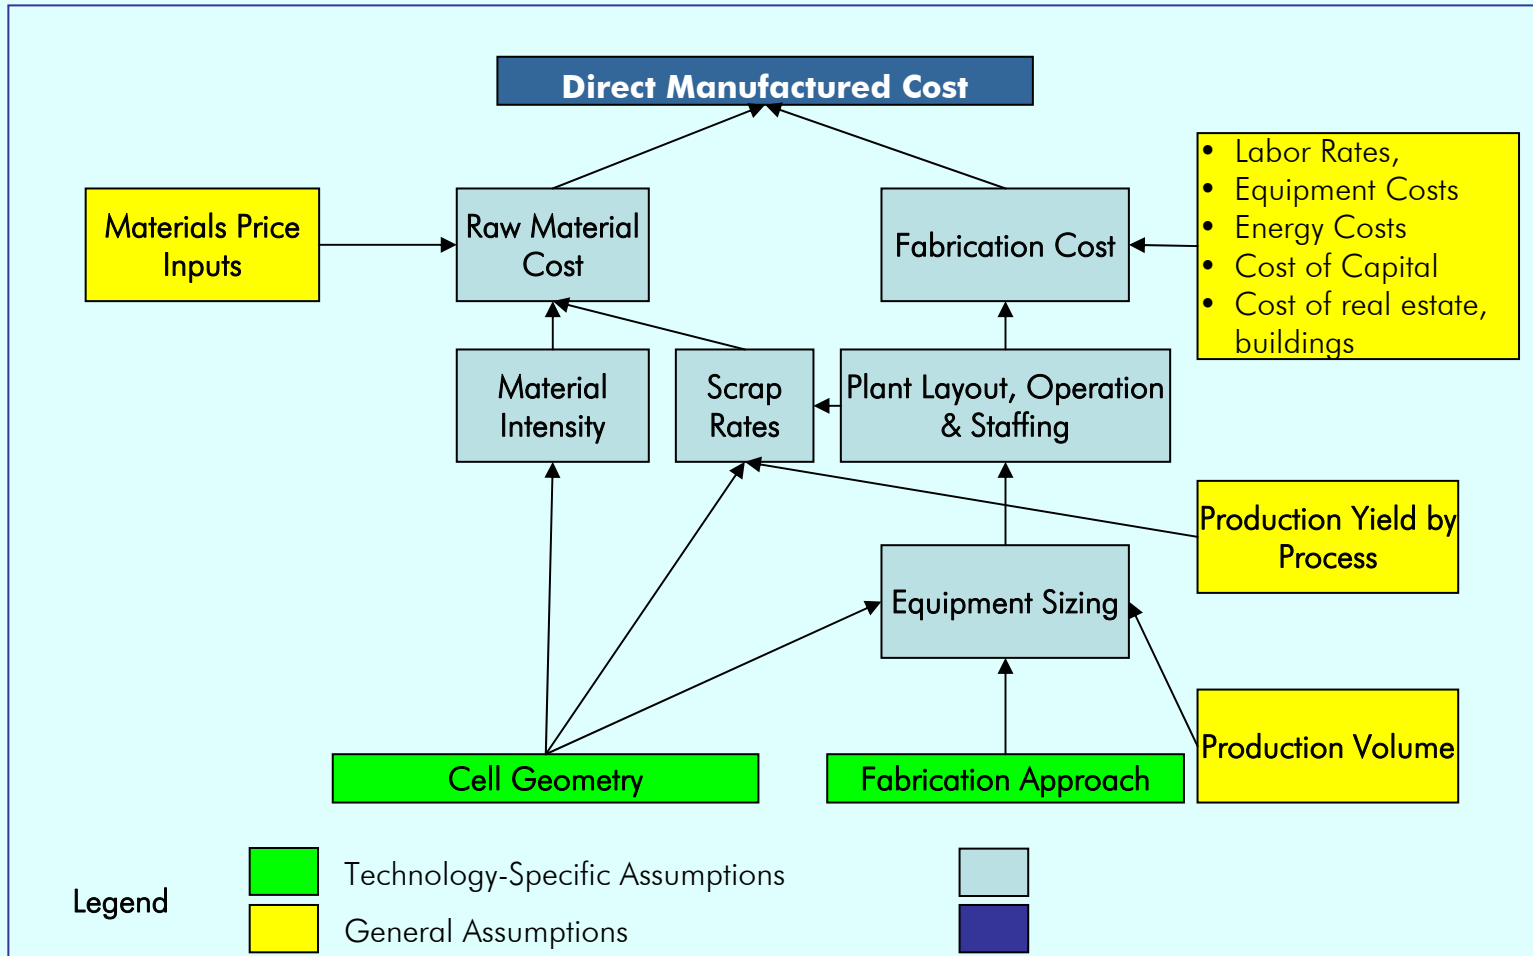 Direct Manufactured Cost
Materials Price
Inputs
Raw Material
Cost
Fabrication Cost
• Labor Rates,
• Equipment Costs
• Energy Costs
• Cost of Capital
• Cost of real estate,
buildings
Material
Intensity
Scrap
Rates
Plant Layout, Operation
& Staffing
Production Yield by
Process
Equipment Sizing
Production Volume
Cell Geometry
Fabrication Approach
Legend
Technology-Specific Assumptions
General Assumptions